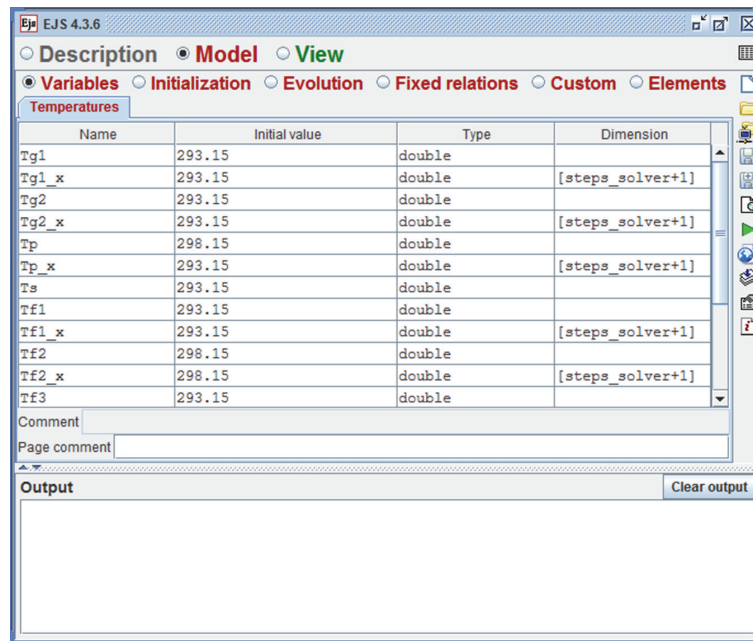 Ejs EJS 4.3.6
Description Model View
Variables Initialization Evolution Fixed relations Custom Elements
Temperatures
Name Initial value Type Dimension
Tg1 293.15 double
Tg1_x 293.15 double [steps_solver+1]
Tg2 293.15 double
Tg2_x 293.15 double [steps_solver+1]
Tp 298.15 double
Tp_x 293.15 double [steps_solver+1]
Ts 293.15 double
Tf1 293.15 double
Tf1_x 293.15 double [steps_solver+1]
Tf2 298.15 double
Tf2_x 298.15 double [steps_solver+1]
Tf3 293.15 double
Comment
Page comment
Output Clear output